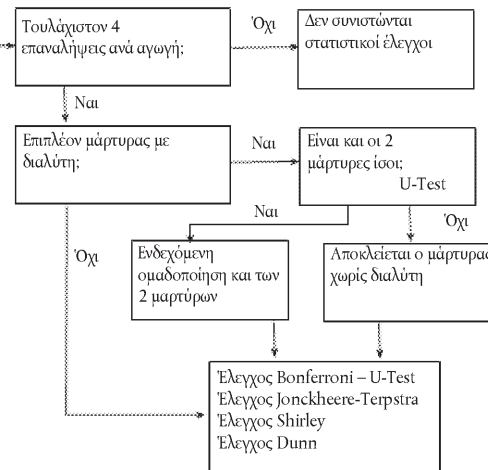 Τουλάχιστον 4
επαναλήψεις ανά αγωγή;
Όχι
Δεν συνιστώνται
στατιστικοί έλεγχοι
Ναι
Επιπλέον μάρτυρας με
διαλύτη;
Ναι
Είναι και οι 2
μάρτυρες ίσοι;
U-Test
Ναι
Όχι
Όχι
Ενδεχόμενη
ομαδοποίηση και των
2 μαρτύρων
Αποκλείεται ο μάρτυρας
χωρίς διαλύτη
Έλεγχος Bonferroni – U-Test
Έλεγχος Jonckheere-Terpstra
Έλεγχος Shirley
Έλεγχος Dunn